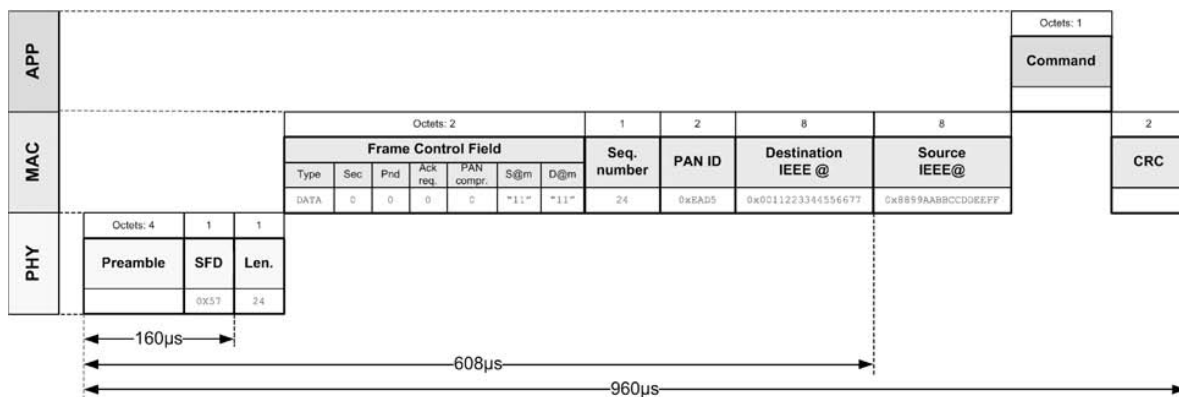 APP
Octets: 1
Command
MAC
Octets: 2
1
2
8
8
2
Frame Control Field
Seq. number
PAN ID
Destination IEEE @
Source IEEE@
CRC
Type
Sec
Pnd
Ack req.
PAN compr.
S@m
D@m
DATA
0
0
0
0
"11"
"11"
24
0xEAD5
0x0011223344556677
0x8899AABBCCDDEEFF
PHY
Octets: 4
1
1
Preamble
SFD
Len.
0X57
24
160µs
608µs
960µs